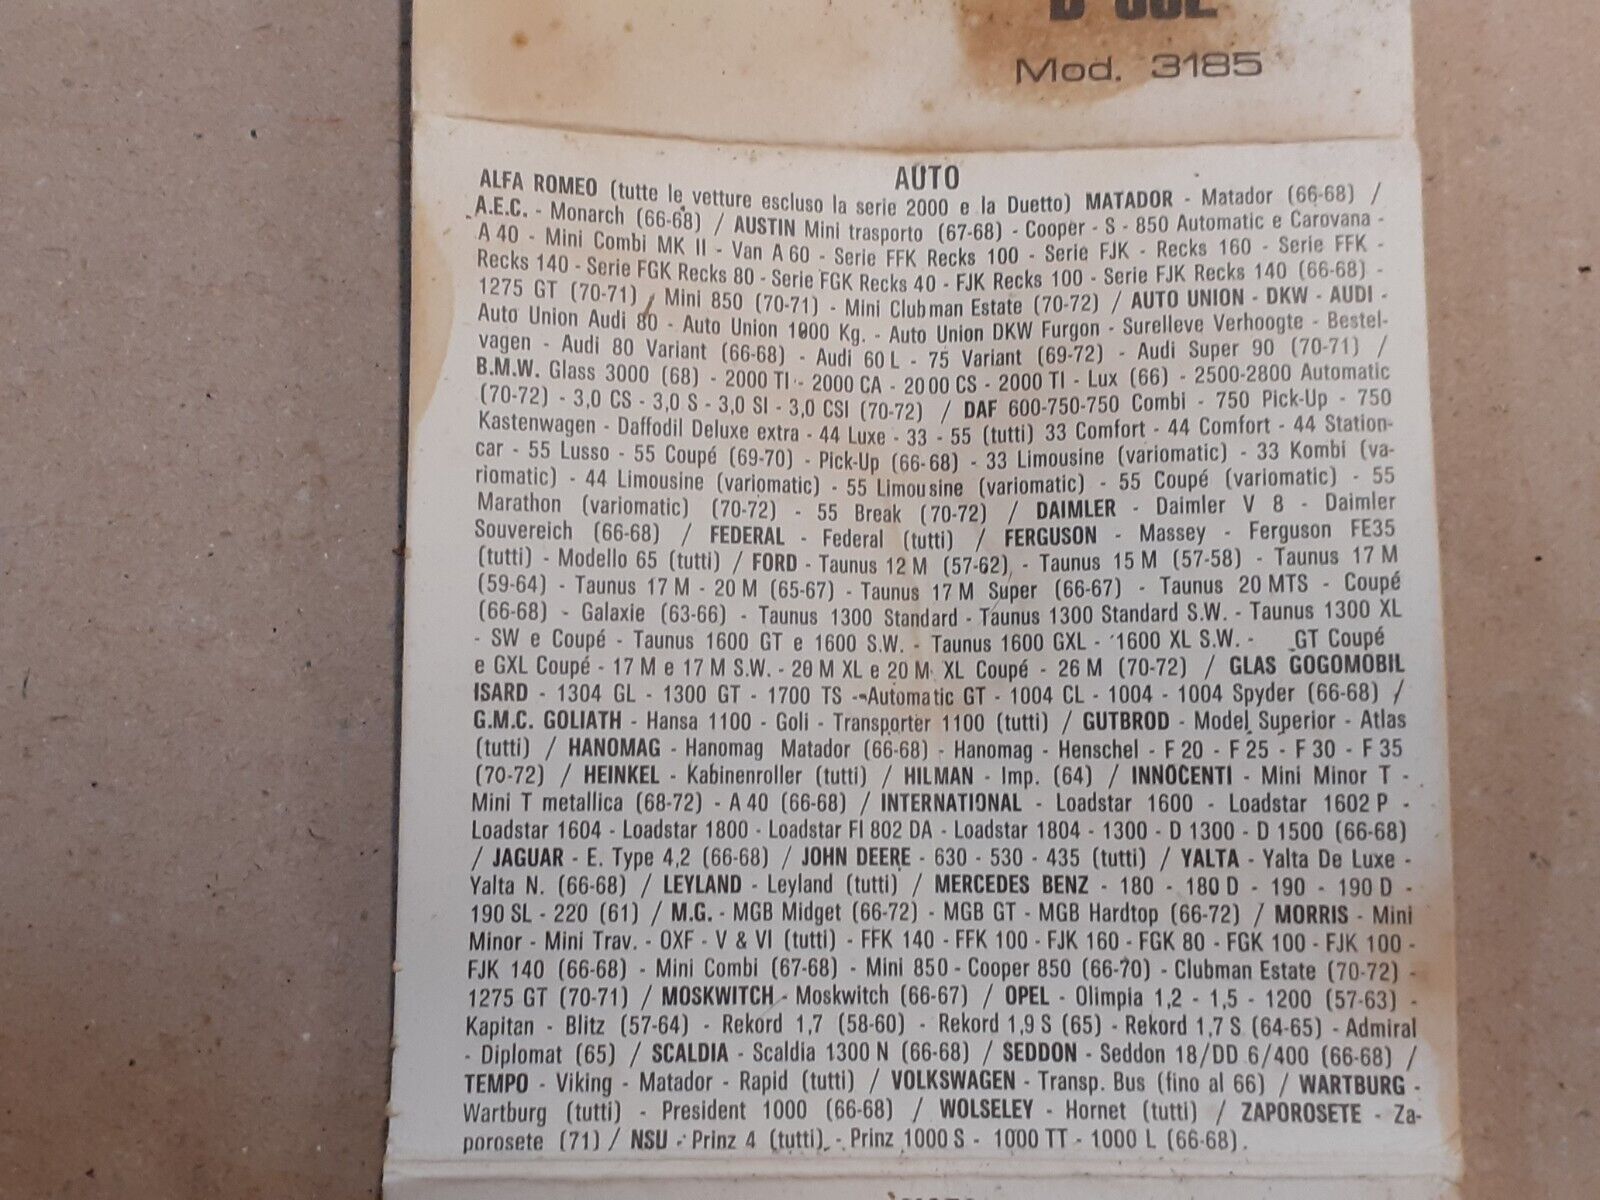 Mod. 3185
AUTO
ALFA ROMEO (tutte le vetture escluso la serie 2000 e la Duetto) MATADOR - Matador (66-68) /
A.E.C. - Monarch (66-68) / AUSTIN Mini trasporto (67-68) - Cooper - S - 850 Automatic e Carovana -
A 40 - Mini Combi MK II - Van A 60 - Serie FFK Recks 100 - Serie FJK - Recks 160 - Serie FFK -
Recks 140 - Serie FGK Recks 80 - Serie FGK Recks 40 - FJK Recks 100 - Serie FJK Recks 140 (66-68) -
1275 GT (70-71) / Mini 850 (70-71) - Mini Clubman Estate (70-72) / AUTO UNION - DKW - AUDI -
Auto Union Audi 80 - Auto Union 1000 Kg. - Auto Union DKW Furgon - Surelleve Verhoogte - Bestel-
vagen - Audi 80 Variant (66-68) - Audi 60 L - 75 Variant (69-72) - Audi Super 90 (70-71) /
B.M.W. Glass 3000 (68) - 2000 TI - 2000 CA - 2000 CS - 2000 TI - Lux (66) - 2500-2800 Automatic
(70-72) - 3,0 CS - 3,0 S - 3,0 SI - 3,0 CSI (70-72) / DAF 600-750-750 Combi - 750 Pick-Up - 750
Kastenwagen - Daffodil Deluxe extra - 44 Luxe - 33 - 55 (tutti) 33 Comfort - 44 Comfort - 44 Station-
car - 55 Lusso - 55 Coupé (69-70) - Pick-Up (66-68) - 33 Limousine (variomatic) - 33 Kombi (va-
riomatic) - 44 Limousine (variomatic) - 55 Limousine (variomatic) - 55 Coupé (variomatic) - 55
Marathon (variomatic) (70-72) - 55 Break (70-72) / DAIMLER - Daimler V 8 - Daimler
Souvereich (66-68) / FEDERAL - Federal (tutti) / FERGUSON - Massey - Ferguson FE35
(tutti) - Modello 65 (tutti) / FORD - Taunus 12 M (57-62) - Taunus 15 M (57-58) - Taunus 17 M
(59-64) - Taunus 17 M - 20 M (65-67) - Taunus 17 M Super (66-67) - Taunus 20 MTS - Coupé
(66-68) - Galaxie (63-66) - Taunus 1300 Standard - Taunus 1300 Standard S.W. - Taunus 1300 XL
- SW e Coupé - Taunus 1600 GT e 1600 S.W. - Taunus 1600 GXL - 1600 XL S.W. - GT Coupé
e GXL Coupé - 17 M e 17 M S.W. - 20 M XL e 20 M XL Coupé - 26 M (70-72) / GLAS GOGOMOBIL
ISARD - 1304 GL - 1300 GT - 1700 TS - Automatic GT - 1004 CL - 1004 - 1004 Spyder (66-68) /
G.M.C. GOLIATH - Hansa 1100 - Goli - Transporter 1100 (tutti) / GUTBROD - Model Superior - Atlas
(tutti) / HANOMAG - Hanomag Matador (66-68) - Hanomag - Henschel - F 20 - F 25 - F 30 - F 35
(70-72) / HEINKEL - Kabinenroller (tutti) / HILMAN - Imp. (64) / INNOCENTI - Mini Minor T -
Mini T metallica (68-72) - A 40 (66-68) / INTERNATIONAL - Loadstar 1600 - Loadstar 1602 P -
Loadstar 1604 - Loadstar 1800 - Loadstar FI 802 DA - Loadstar 1804 - 1300 - D 1300 - D 1500 (66-68)
/ JAGUAR - E. Type 4,2 (66-68) / JOHN DEERE - 630 - 530 - 435 (tutti) / YALTA - Yalta De Luxe -
Yalta N. (66-68) / LEYLAND - Leyland (tutti) / MERCEDES BENZ - 180 - 180 D - 190 - 190 D -
190 SL - 220 (61) / M.G. - MGB Midget (66-72) - MGB GT - MGB Hardtop (66-72) / MORRIS - Mini
Minor - Mini Trav. - OXF - V & VI (tutti) - FFK 140 - FFK 100 - FJK 160 - FGK 80 - FGK 100 - FJK 100 -
FJK 140 (66-68) - Mini Combi (67-68) - Mini 850 - Cooper 850 (66-70) - Clubman Estate (70-72) -
1275 GT (70-71) / MOSKWITCH - Moskwitch (66-67) / OPEL - Olimpia 1,2 - 1,5 - 1200 (57-63) -
Kapitan - Blitz (57-64) - Rekord 1,7 (58-60) - Rekord 1,9 S (65) - Rekord 1,7 S (64-65) - Admiral
- Diplomat (65) / SCALDIA - Scaldia 1300 N (66-68) / SEDDON - Seddon 18/DD 6/400 (66-68) /
TEMPO - Viking - Matador - Rapid (tutti) / VOLKSWAGEN - Transp. Bus (fino al 66) / WARTBURG -
Wartburg (tutti) - President 1000 (66-68) / WOLSELEY - Hornet (tutti) / ZAPOROSETE - Za-
porosete (71) / NSU - Prinz 4 (tutti) - Prinz 1000 S - 1000 TT - 1000 L (66-68).